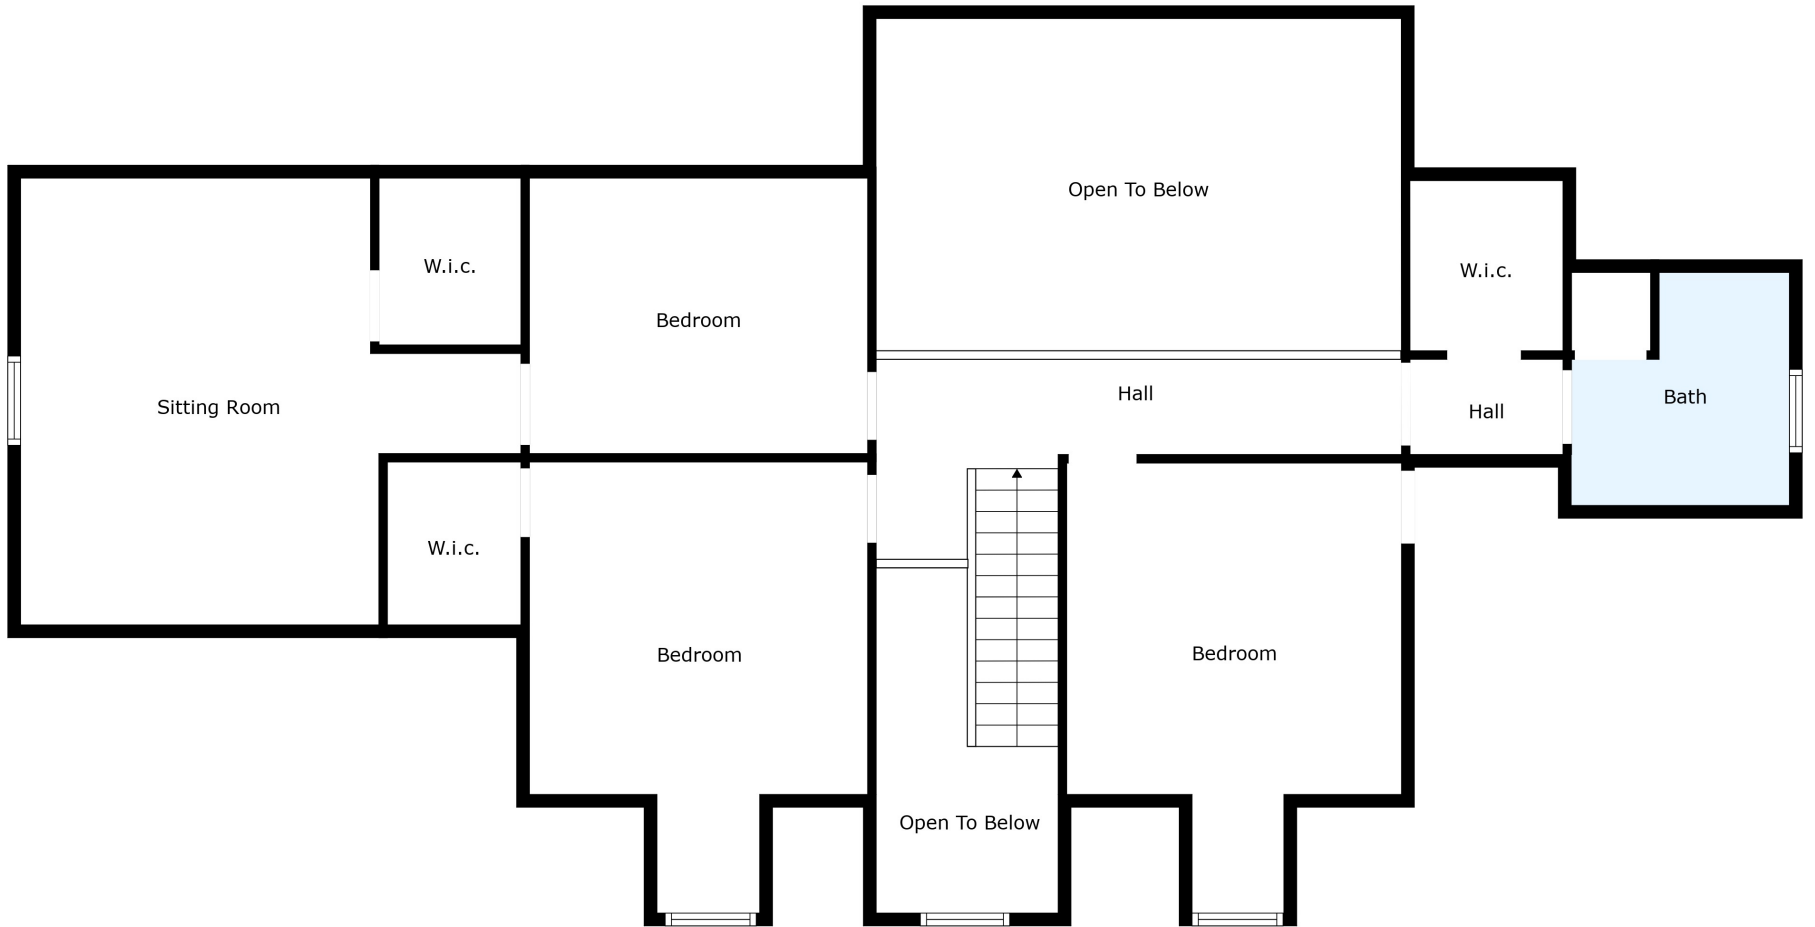 Open To Below
W.i.c.
W.i.c.
Bedroom
Hall
Bath
Sitting Room
Hall
W.i.c.
Bedroom
Bedroom
Open To Below